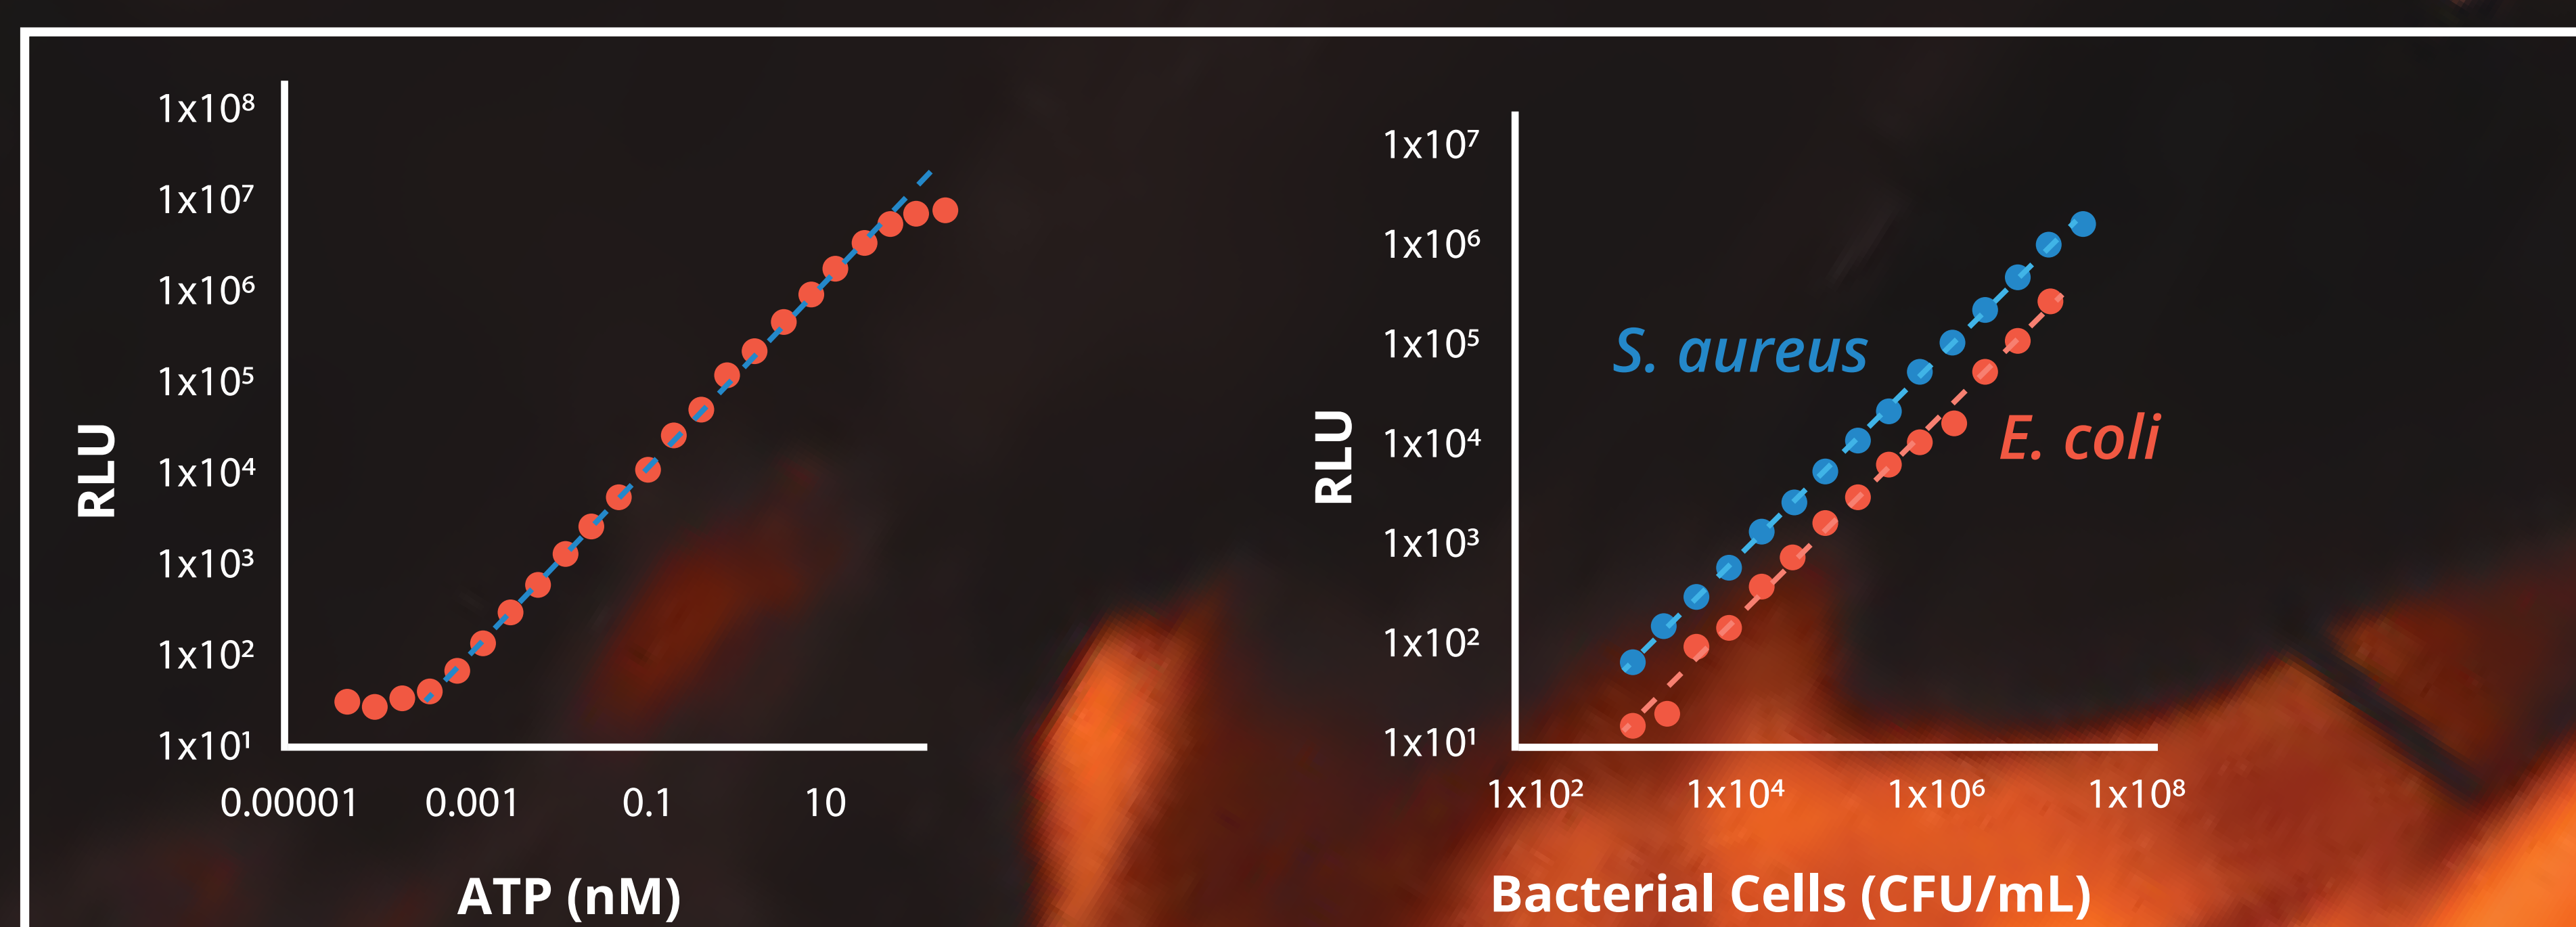 1x10⁸
1x10⁷
1x10⁶
1x10⁵
1x10⁴
1x10³
1x10²
1x10¹
RLU
0.00001 0.001 0.1 10
ATP (nM)
1x10⁷
1x10⁶
1x10⁵
1x10⁴
1x10³
1x10²
1x10¹
RLU
S. aureus
E. coli
1x10² 1x10⁴ 1x10⁶ 1x10⁸
Bacterial Cells (CFU/mL)